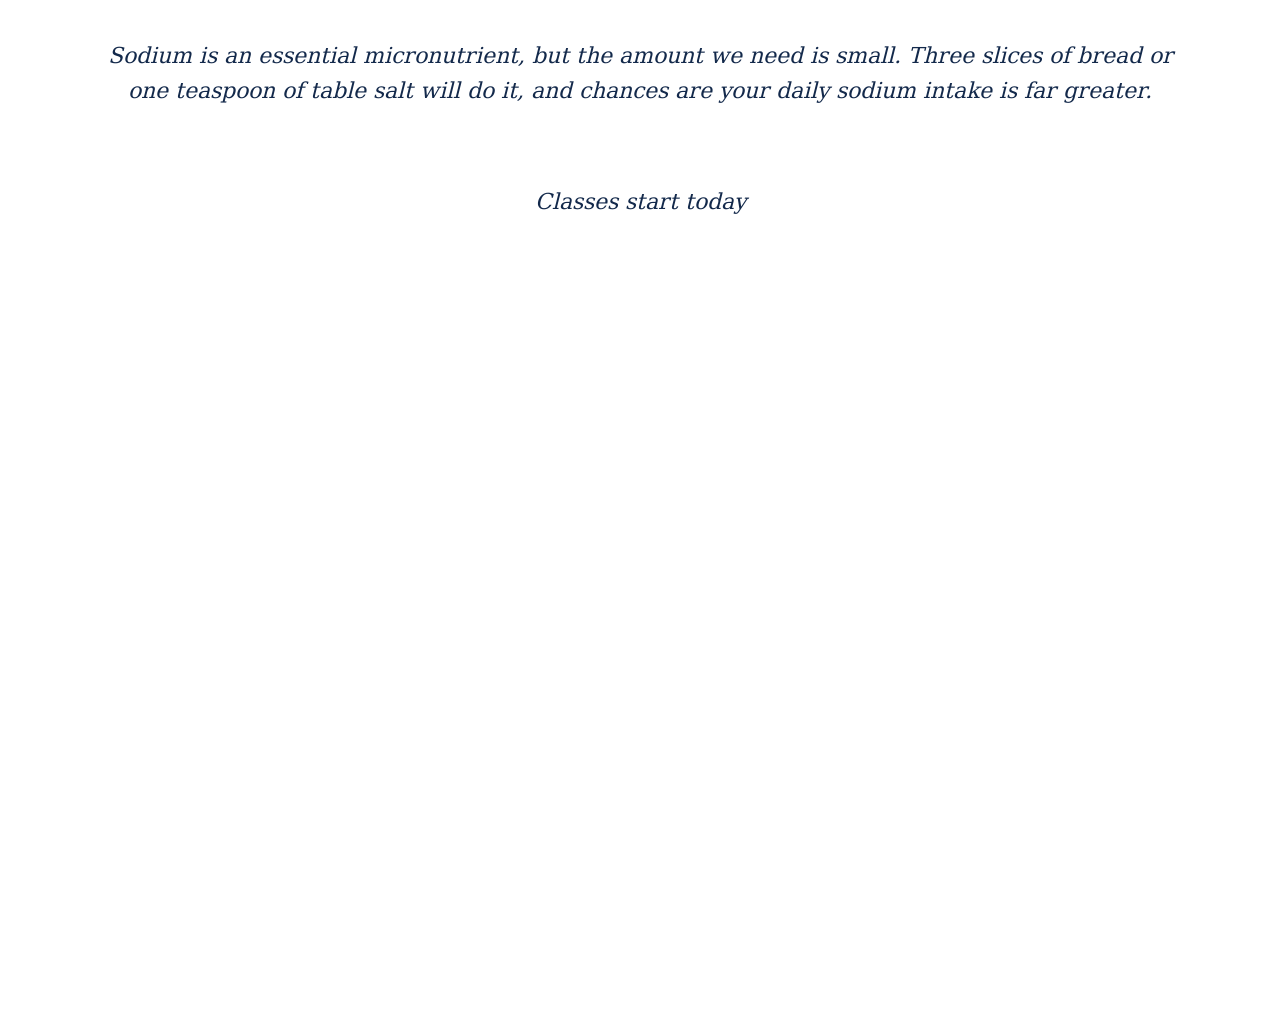 Sodium is an essential micronutrient, but the amount we need is small. Three slices of bread or
one teaspoon of table salt will do it, and chances are your daily sodium intake is far greater.
Classes start today